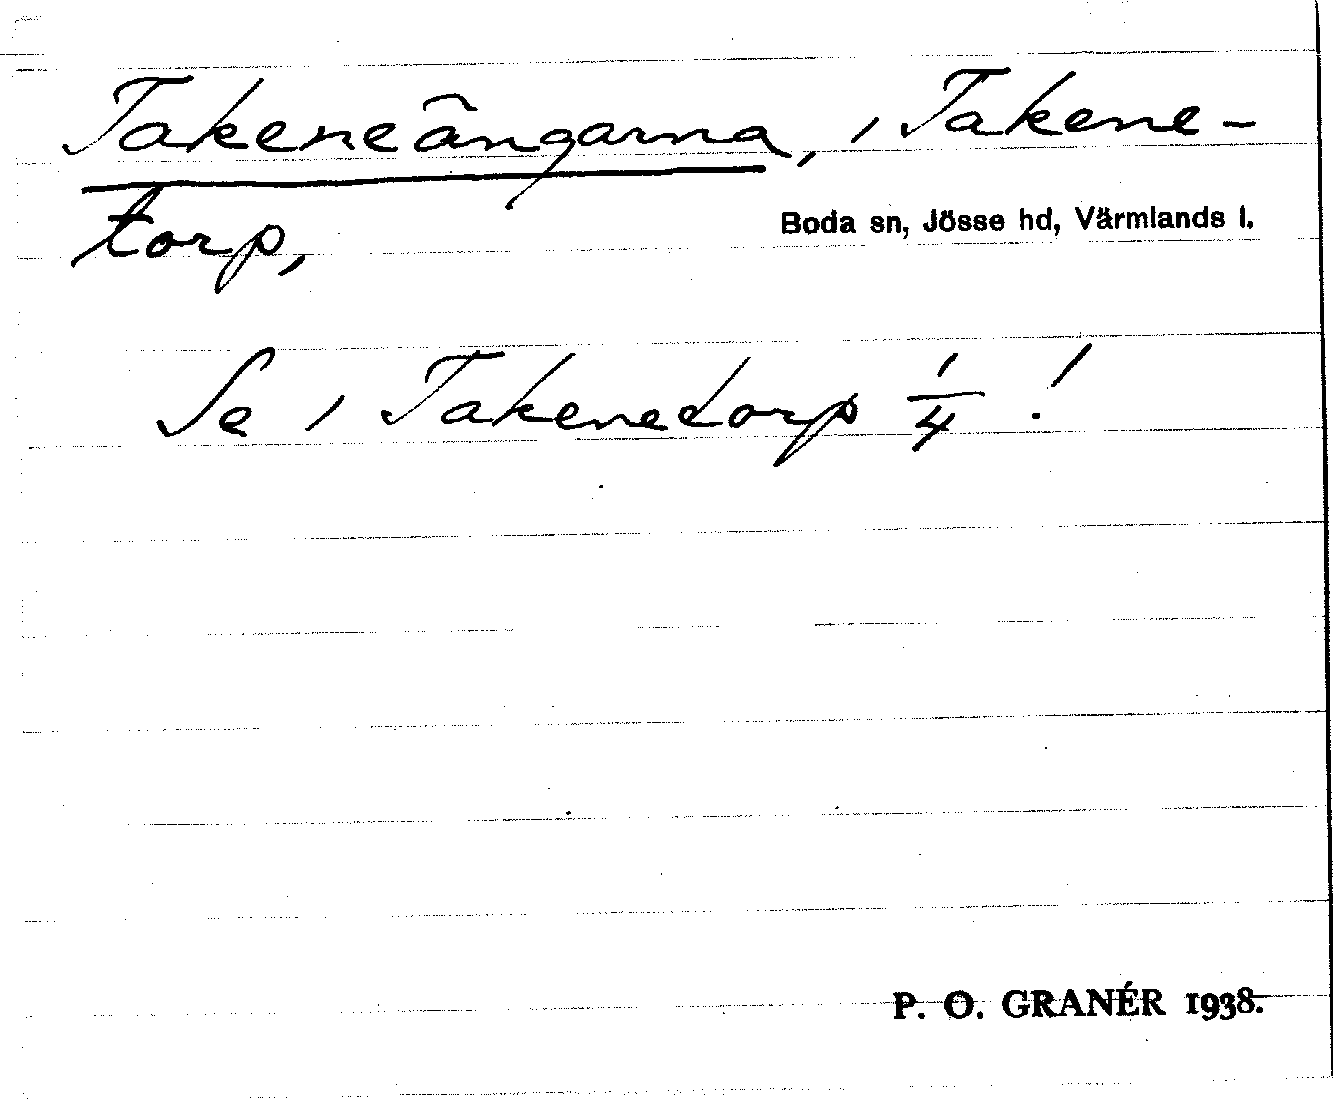 Takeneängarna, i Takene-
torp,
Boda sn, Jösse hd, Värmlands l.
Se i Takenetorp 1/4 !
P. O. GRANÉR 1938.